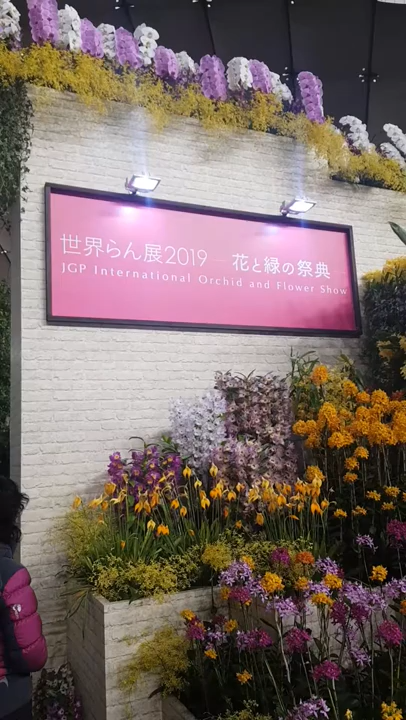 世界らん展2019 ― 花と緑の祭典 ―
JGP International Orchid and Flower Show